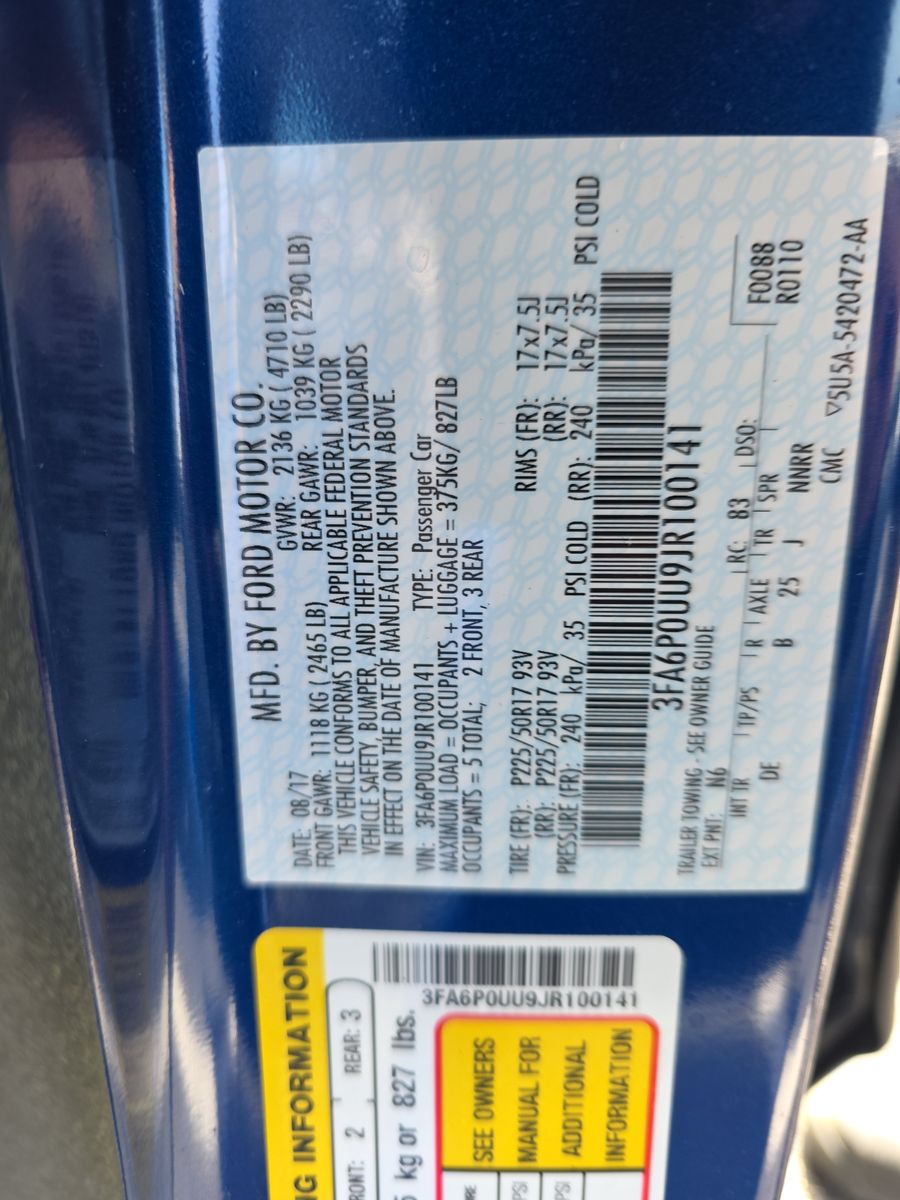 MFD. BY FORD MOTOR CO.
DATE: 08/17 GVWR: 2136 KG ( 4710 LB)
FRONT GAWR: 1118 KG ( 2465 LB) REAR GAWR: 1039 KG ( 2290 LB)
THIS VEHICLE CONFORMS TO ALL APPLICABLE FEDERAL MOTOR
VEHICLE SAFETY, BUMPER, AND THEFT PREVENTION STANDARDS
IN EFFECT ON THE DATE OF MANUFACTURE SHOWN ABOVE.
VIN: 3FA6P0UU9JR100141 TYPE: Passenger Car
MAXIMUM LOAD = OCCUPANTS + LUGGAGE = 375KG/ 827LB
OCCUPANTS = 5 TOTAL; 2 FRONT, 3 REAR
TIRE (FR): P225/50R17 93V RIMS (FR): 17x7.5J
(RR): P225/50R17 93V (RR): 17x7.5J
PRESSURE (FR): 240 kPa/ 35 PSI COLD (RR): 240 kPa/ 35 PSI COLD
3FA6P0UU9JR100141
TRAILER TOWING - SEE OWNER GUIDE
EXT PNT: N6 RC: 83 DSO: F0088
R0110
INT TR TP/PS R AXLE TR SPR
DE B 25 J NNRR
CMC ▽5U5A-5420472-AA
NG INFORMATION
RONT: 2 REAR: 3
5 kg or 827 lbs.
3FA6P0UU9JR100141
SEE OWNERS
MANUAL FOR
ADDITIONAL
INFORMATION
PSI
PSI